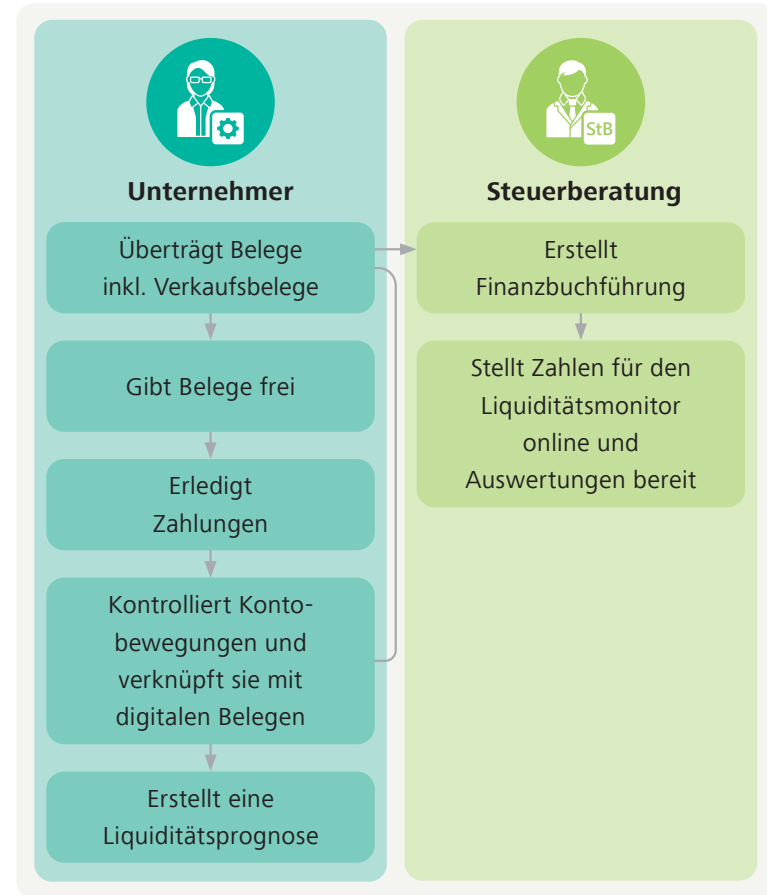 StB
Unternehmer
Überträgt Belege
inkl. Verkaufsbelege
Gibt Belege frei
Erledigt
Zahlungen
Kontrolliert Konto-
bewegungen und
verknüpft sie mit
digitalen Belegen
Erstellt eine
Liquiditätsprognose
Steuerberatung
Erstellt
Finanzbuchführung
Stellt Zahlen für den
Liquiditätsmonitor
online und
Auswertungen bereit